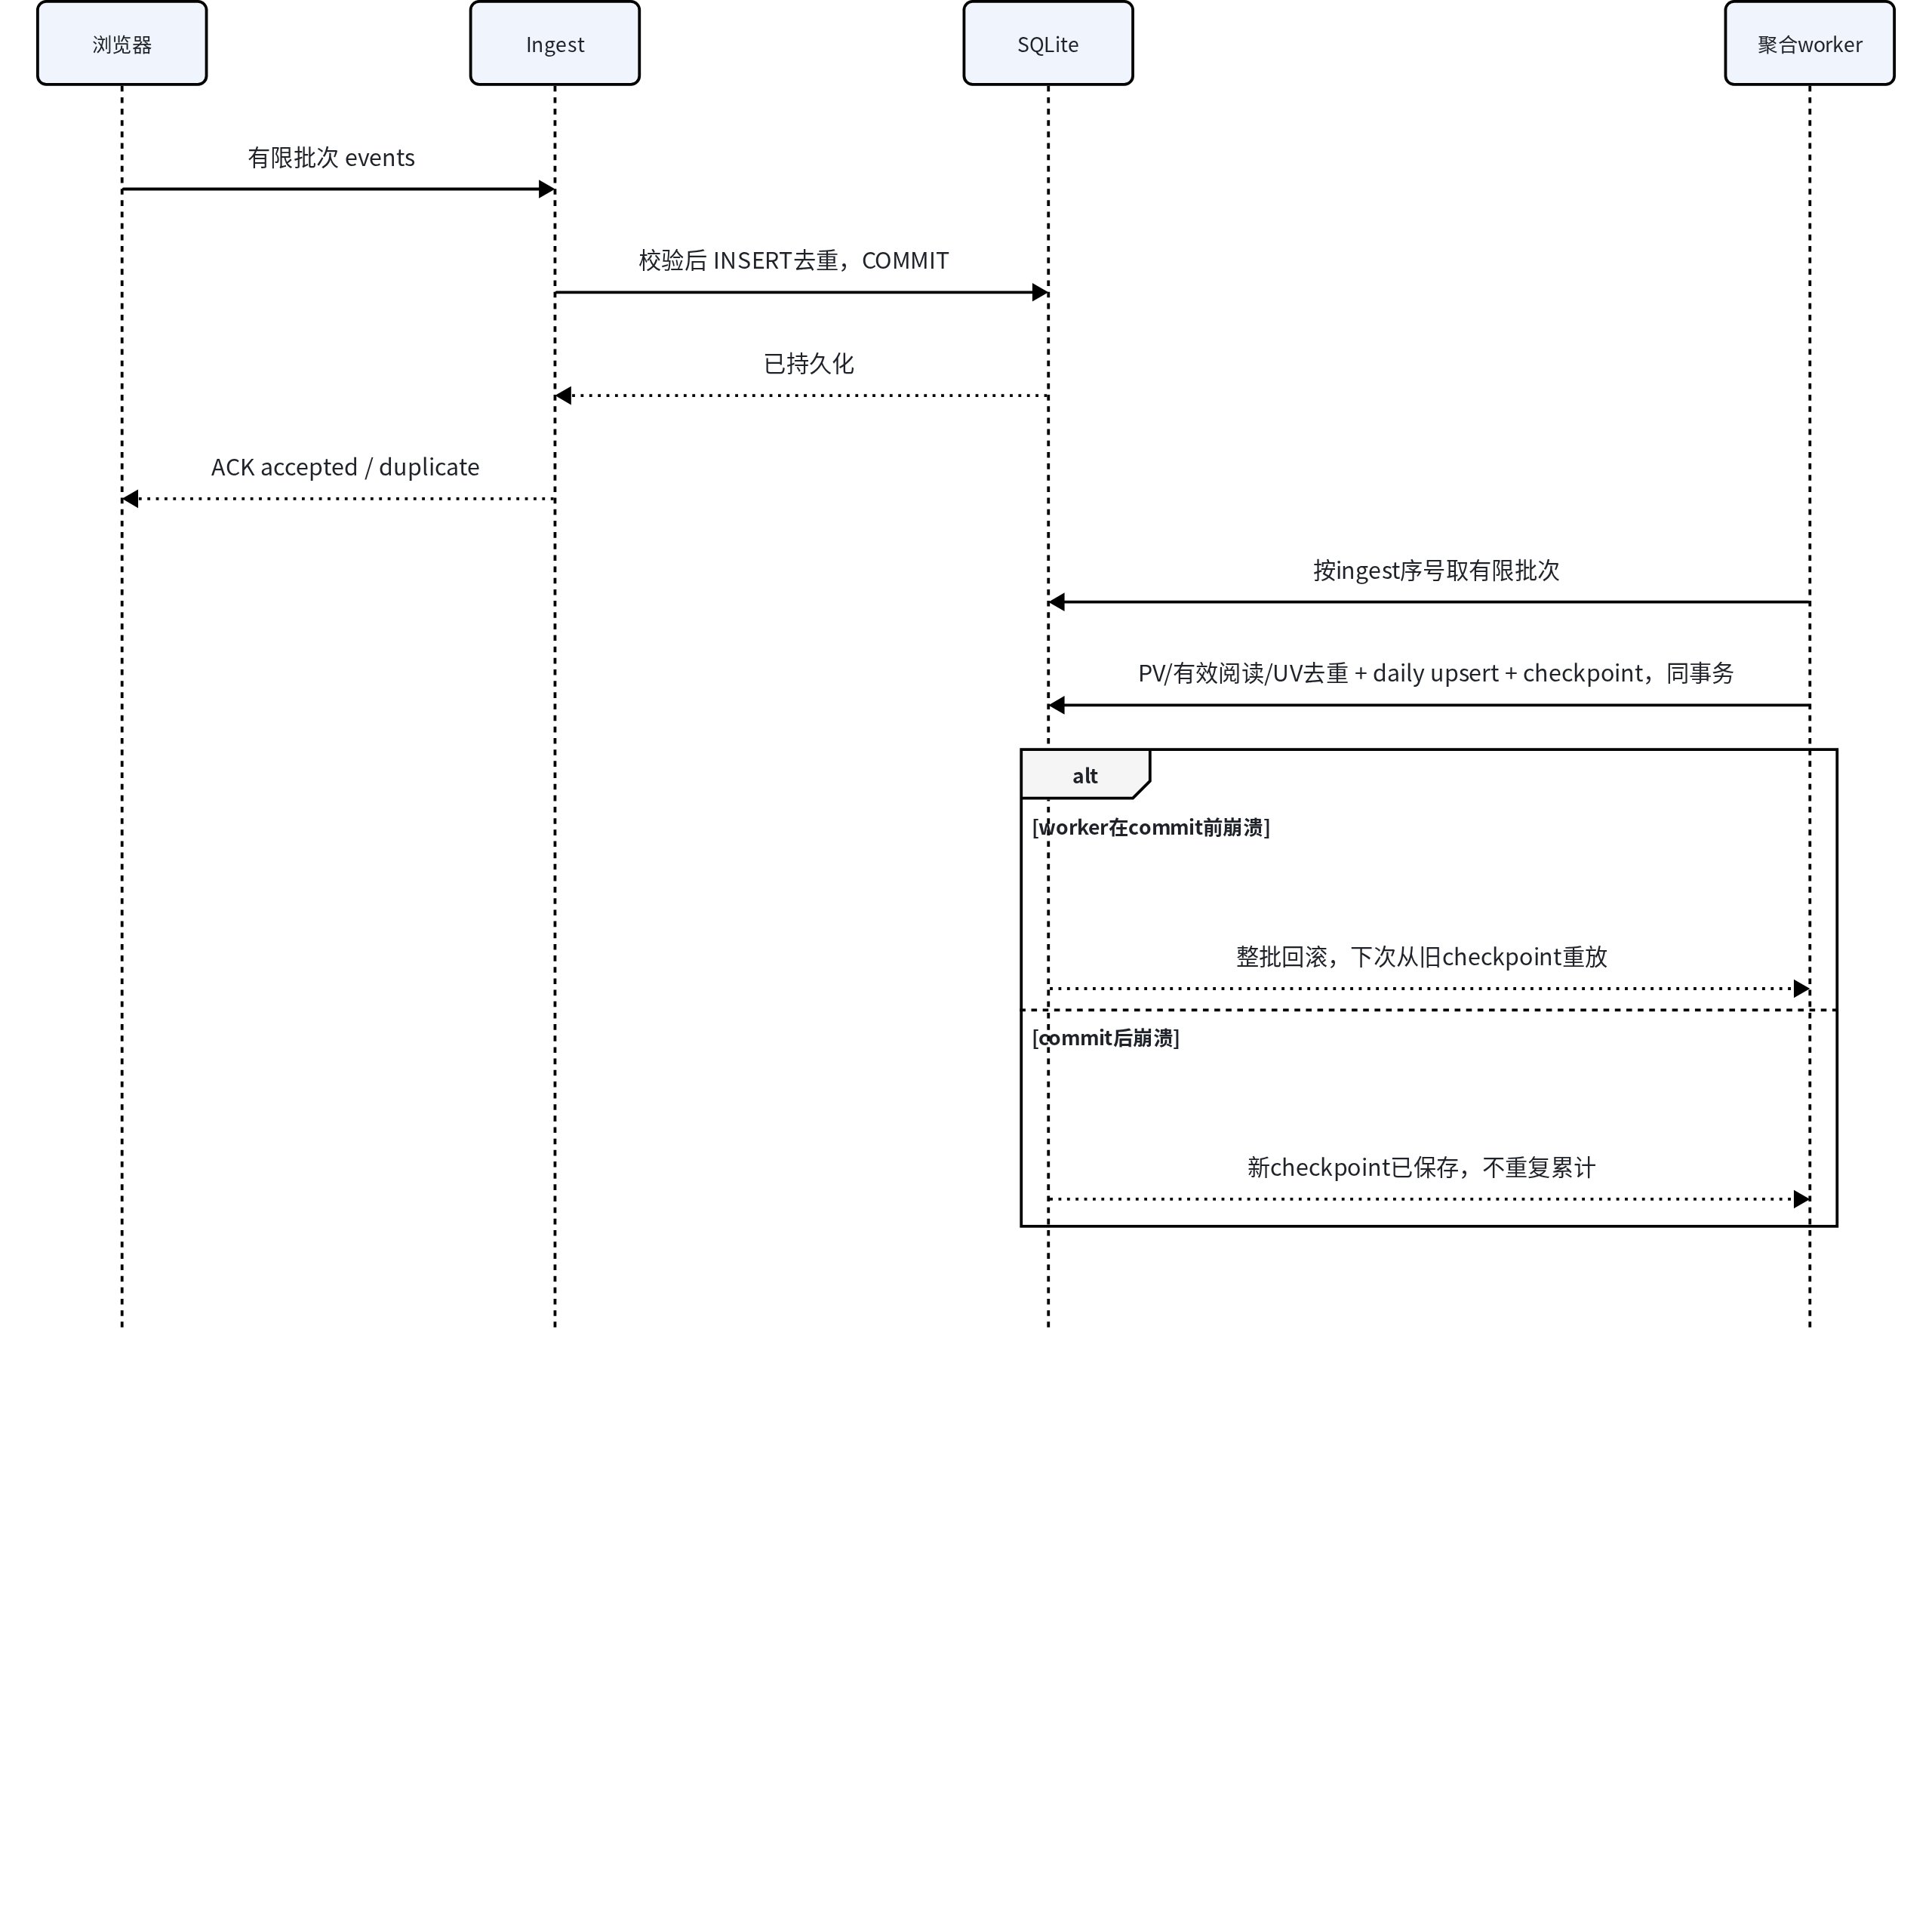 浏览器
Ingest
SQLite
聚合worker
有限批次 events
校验后 INSERT去重，COMMIT
已持久化
ACK accepted / duplicate
按ingest序号取有限批次
PV/有效阅读/UV去重 + daily upsert + checkpoint，同事务
alt
[worker在commit前崩溃]
整批回滚，下次从旧checkpoint重放
[commit后崩溃]
新checkpoint已保存，不重复累计